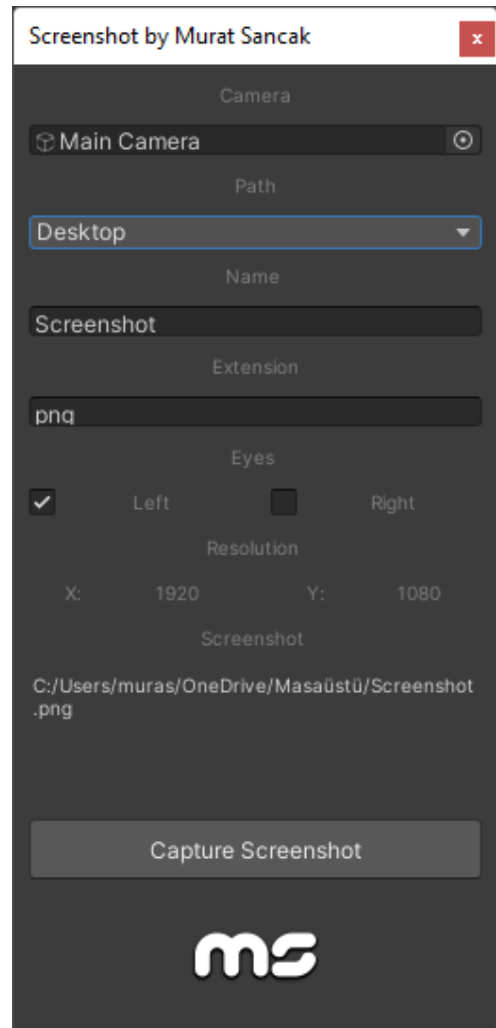 Screenshot by Murat Sancak
x
Camera
Main Camera
Path
Desktop
Name
Screenshot
Extension
png
Eyes
Left Right
Resolution
X: 1920 Y: 1080
Screenshot
C:/Users/muras/OneDrive/Masaüstü/Screenshot
.png
Capture Screenshot
ms